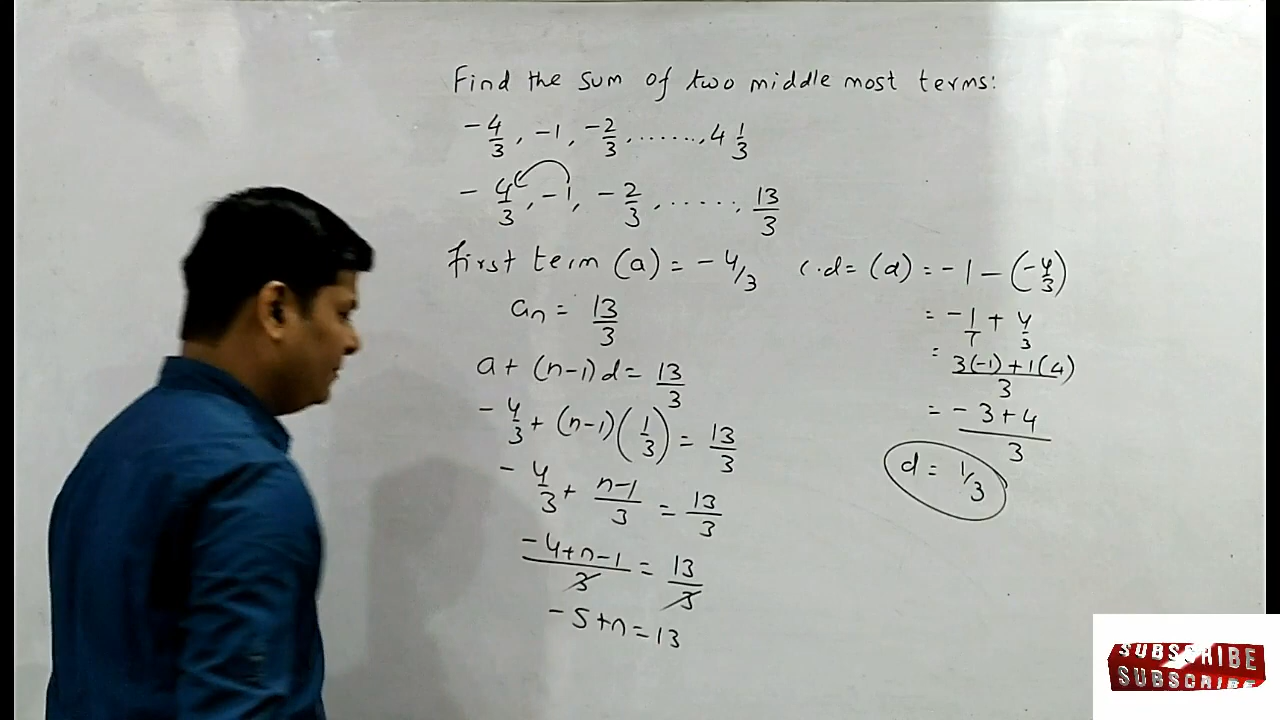 Find the sum of two middle most terms:
-4/3, -1, -2/3, ......, 4 1/3
-4/3, -1, -2/3, ......, 13/3
First term (a) = -4/3
an = 13/3
a + (n-1)d = 13/3
-4/3 + (n-1)(1/3) = 13/3
-4/3 + n-1/3 = 13/3
-4+n-1/3 = 13/3
-5+n = 13
c.d = (d) = -1 - (-4/3)
= -1/1 + 4/3
= 3(-1)+1(4)/3
= -3+4/3
d = 1/3
SUBSCRIBE
SUBSCRIBE